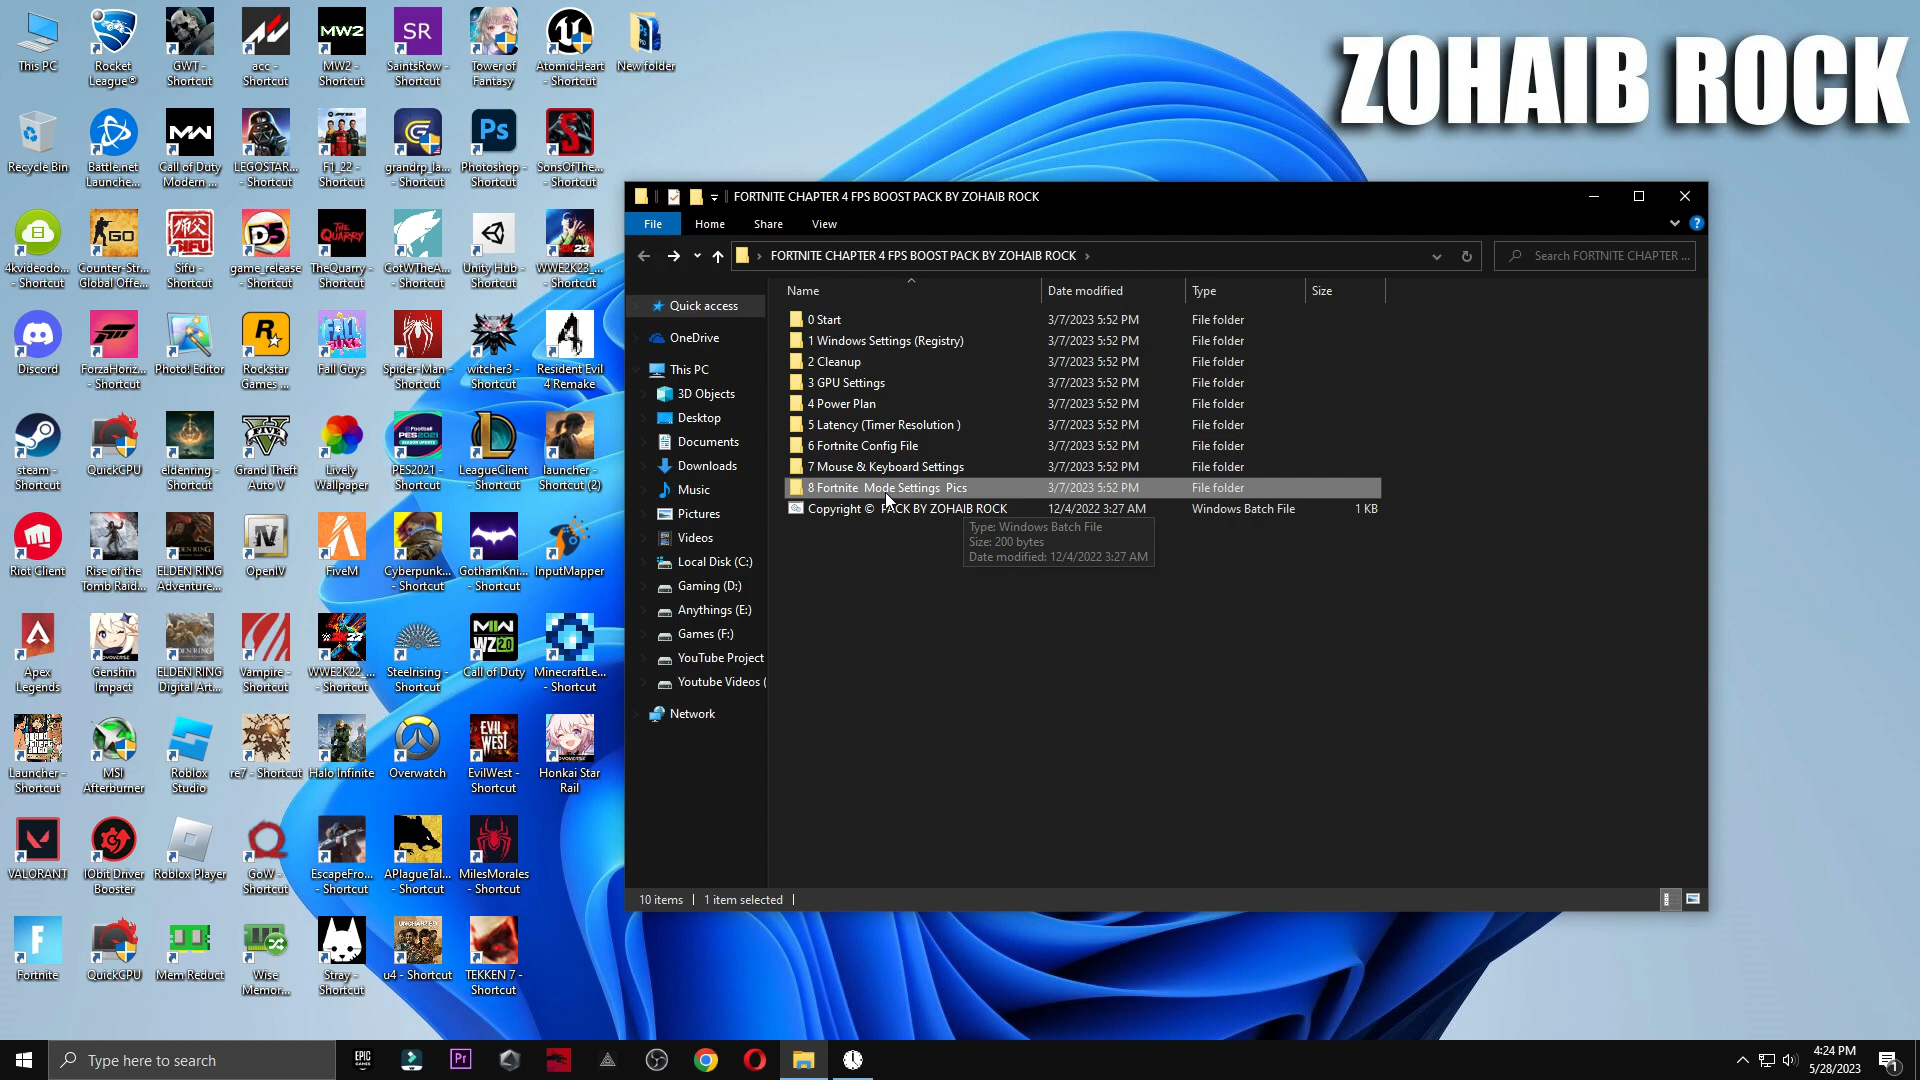 ZOHAIB ROCK
This PC
Rocket League®
GWT - Shortcut
acc - Shortcut
MW2 - Shortcut
SaintsRow - Shortcut
Tower of Fantasy
AtomicHeart - Shortcut
New folder
Recycle Bin
Battle.net Launche...
Call of Duty Modern ...
LEGOSTAR... - Shortcut
F1_22 - Shortcut
grandrp_la... - Shortcut
Photoshop - Shortcut
SonsOfThe... - Shortcut
4kvideodo... - Shortcut
Counter-Str... Global Offe...
Sifu - Shortcut
game_release - Shortcut
TheQuarry - Shortcut
CotWTheA... - Shortcut
Unity Hub - Shortcut
WWE2K23_... - Shortcut
Discord
ForzaHoriz... - Shortcut
Photo! Editor
Rockstar Games ...
Fall Guys
Spider-Man - Shortcut
witcher3 - Shortcut
Resident Evil 4 Remake
steam - Shortcut
QuickCPU
eldenring - Shortcut
Grand Theft Auto V
Lively Wallpaper
PES2021 - Shortcut
LeagueClient - Shortcut
launcher - Shortcut (2)
Riot Client
Rise of the Tomb Raid...
ELDEN RING Adventure...
OpenIV
FiveM
Cyberpunk... - Shortcut
GothamKni... - Shortcut
InputMapper
Apex Legends
Genshin Impact
ELDEN RING Digital Art...
Vampire - Shortcut
WWE2K22_... - Shortcut
Steelrising - Shortcut
Call of Duty
MinecraftLe... - Shortcut
Launcher - Shortcut
MSI Afterburner
Roblox Studio
re7 - Shortcut
Halo Infinite
Overwatch
EvilWest - Shortcut
Honkai Star Rail
VALORANT
IObit Driver Booster
Roblox Player
GoW - Shortcut
EscapeFro... - Shortcut
APlagueTal... - Shortcut
MilesMorales - Shortcut
Fortnite
QuickCPU
Mem Reduct
Wise Memor...
Stray - Shortcut
u4 - Shortcut
TEKKEN 7 - Shortcut
FORTNITE CHAPTER 4 FPS BOOST PACK BY ZOHAIB ROCK
File Home Share View
FORTNITE CHAPTER 4 FPS BOOST PACK BY ZOHAIB ROCK
Search FORTNITE CHAPTER ...
Quick access
OneDrive
This PC
3D Objects
Desktop
Documents
Downloads
Music
Pictures
Videos
Local Disk (C:)
Gaming (D:)
Anythings (E:)
Games (F:)
YouTube Project
Youtube Videos (
Network
Name Date modified Type Size
0 Start 3/7/2023 5:52 PM File folder
1 Windows Settings (Registry) 3/7/2023 5:52 PM File folder
2 Cleanup 3/7/2023 5:52 PM File folder
3 GPU Settings 3/7/2023 5:52 PM File folder
4 Power Plan 3/7/2023 5:52 PM File folder
5 Latency (Timer Resolution ) 3/7/2023 5:52 PM File folder
6 Fortnite Config File 3/7/2023 5:52 PM File folder
7 Mouse & Keyboard Settings 3/7/2023 5:52 PM File folder
8 Fortnite Mode Settings Pics 3/7/2023 5:52 PM File folder
Copyright © PACK BY ZOHAIB ROCK 12/4/2022 3:27 AM Windows Batch File 1 KB
Type: Windows Batch File
Size: 200 bytes
Date modified: 12/4/2022 3:27 AM
10 items 1 item selected
Type here to search
4:24 PM
5/28/2023